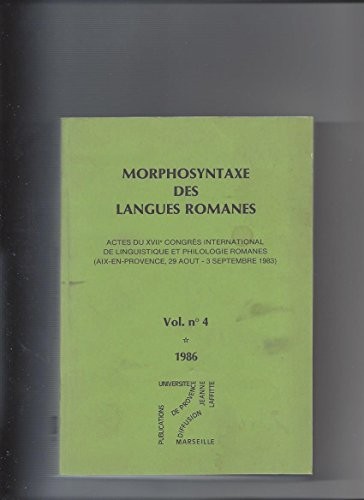 MORPHOSYNTAXE
DES
LANGUES ROMANES
ACTES DU XVIIe CONGRÈS INTERNATIONAL
DE LINGUISTIQUE ET PHILOLOGIE ROMANES
(AIX-EN-PROVENCE, 29 AOUT - 3 SEPTEMBRE 1983)
Vol. n° 4
1986
PUBLICATIONS
UNIVERSITE
DE PROVENCE
DIFFUSION
JEANNE
LAFFITTE
MARSEILLE